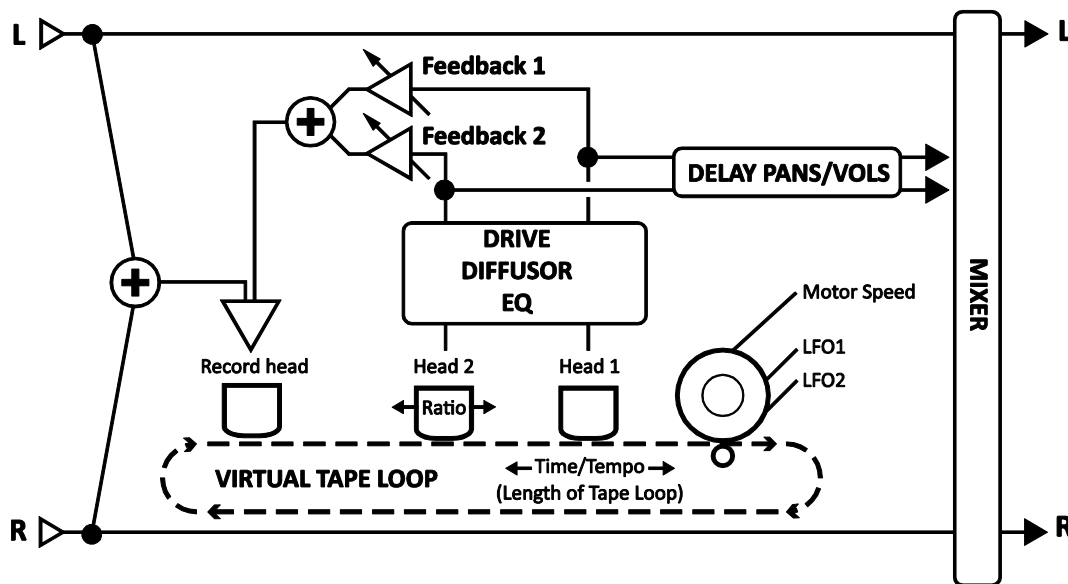 L
L
Feedback 1
Feedback 2
DELAY PANS/VOLS
DRIVE
DIFFUSOR
EQ
MIXER
Motor Speed
LFO1
LFO2
Record head
Head 2
Head 1
Ratio
VIRTUAL TAPE LOOP
Time/Tempo
(Length of Tape Loop)
R
R